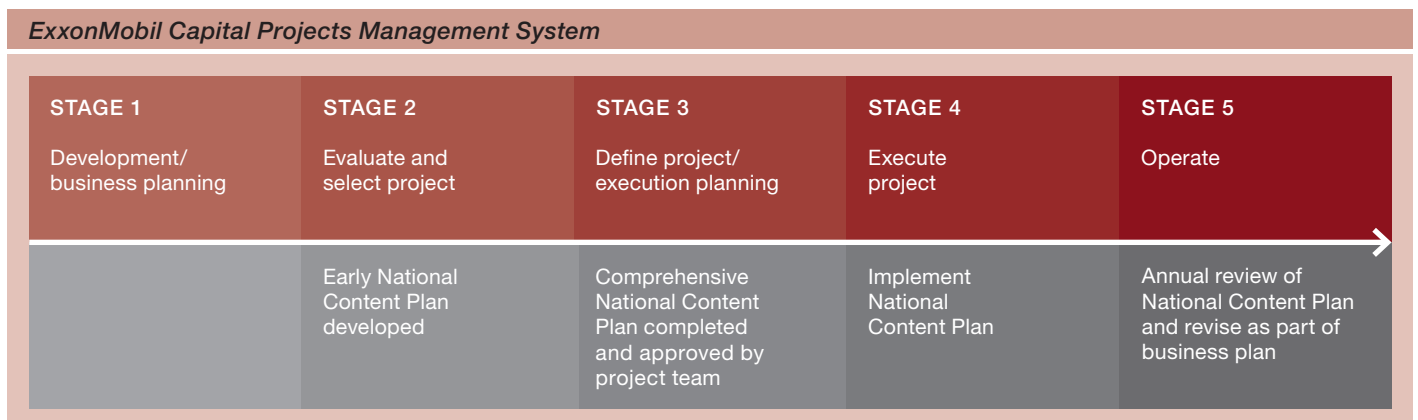 ExxonMobil Capital Projects Management System
STAGE 1
Development/
business planning
STAGE 2
Evaluate and
select project
STAGE 3
Define project/
execution planning
STAGE 4
Execute
project
STAGE 5
Operate
Early National
Content Plan
developed
Comprehensive
National Content
Plan completed
and approved by
project team
Implement
National
Content Plan
Annual review of
National Content Plan
and revise as part of
business plan